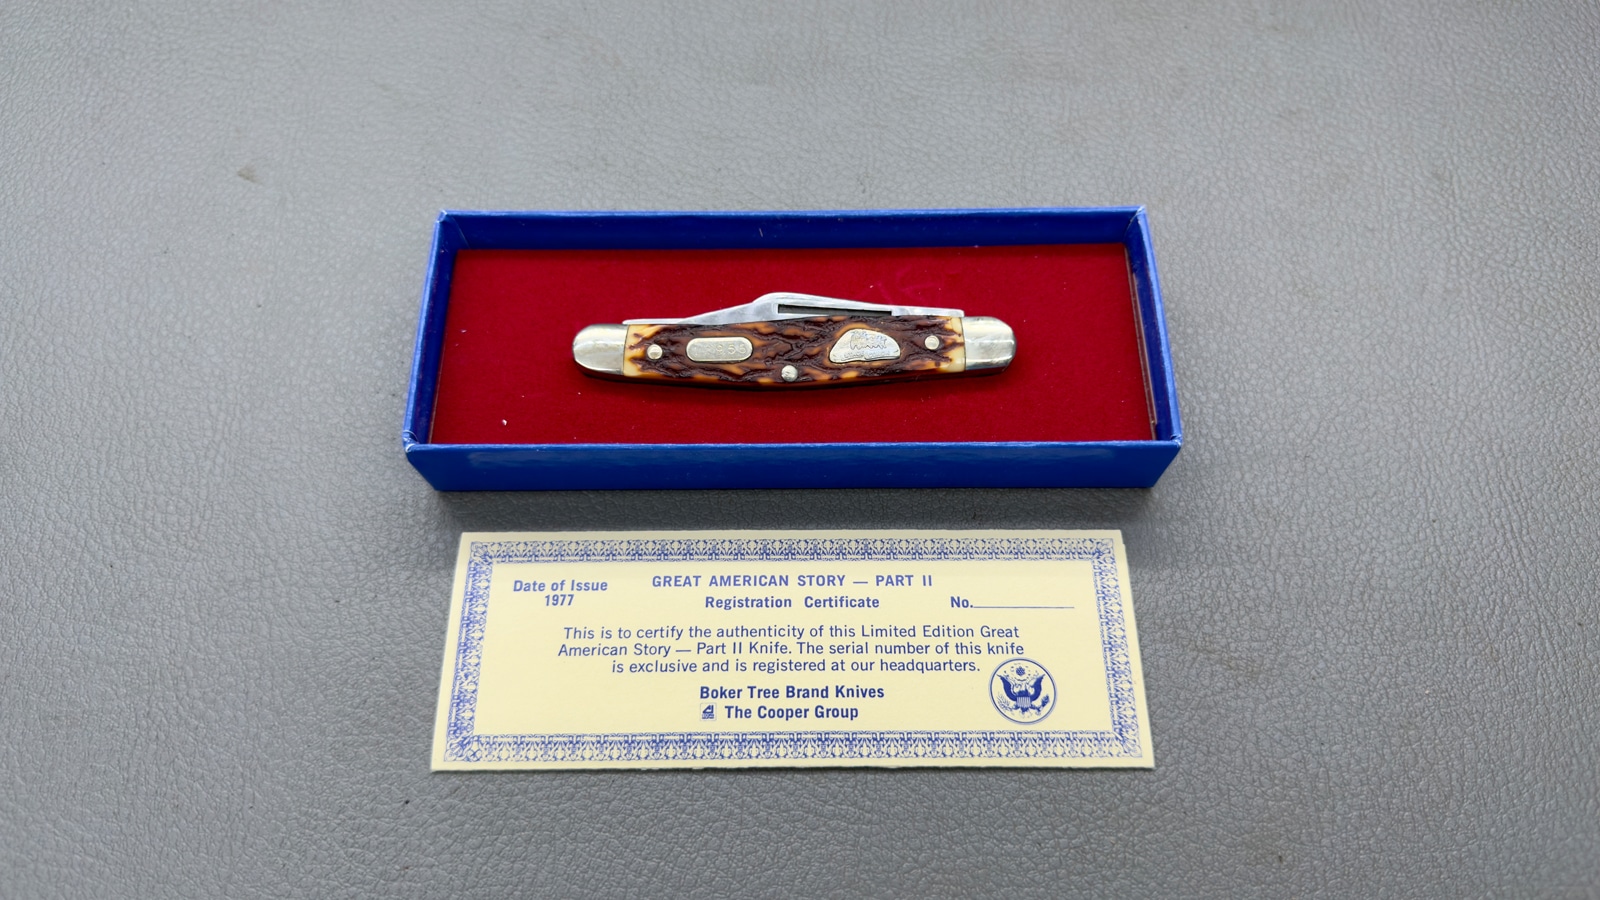 Date of Issue
1977
GREAT AMERICAN STORY — PART II
Registration Certificate
No.
This is to certify the authenticity of this Limited Edition Great
American Story — Part II Knife. The serial number of this knife
is exclusive and is registered at our headquarters.
Boker Tree Brand Knives
The Cooper Group